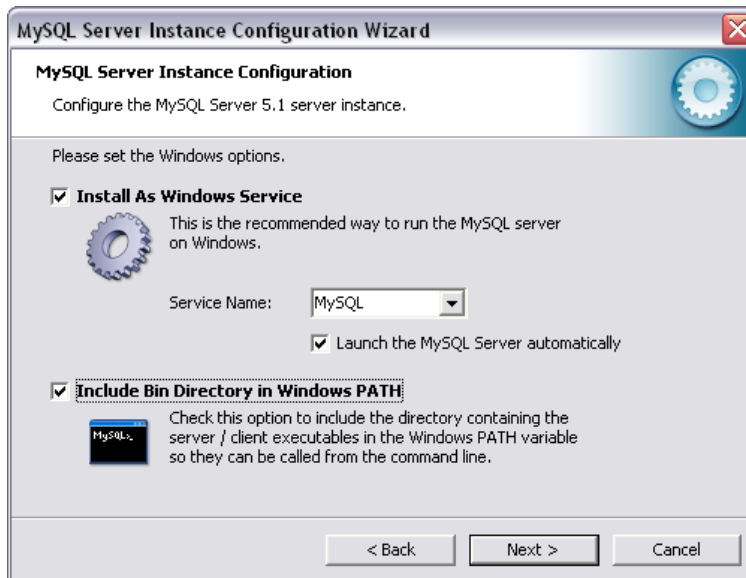 MySQL Server Instance Configuration Wizard
MySQL Server Instance Configuration
Configure the MySQL Server 5.1 server instance.
Please set the Windows options.
Install As Windows Service
This is the recommended way to run the MySQL server
on Windows.
Service Name:
MySQL
Launch the MySQL Server automatically
Include Bin Directory in Windows PATH
MySQL>_
Check this option to include the directory containing the
server / client executables in the Windows PATH variable
so they can be called from the command line.
< Back
Next >
Cancel